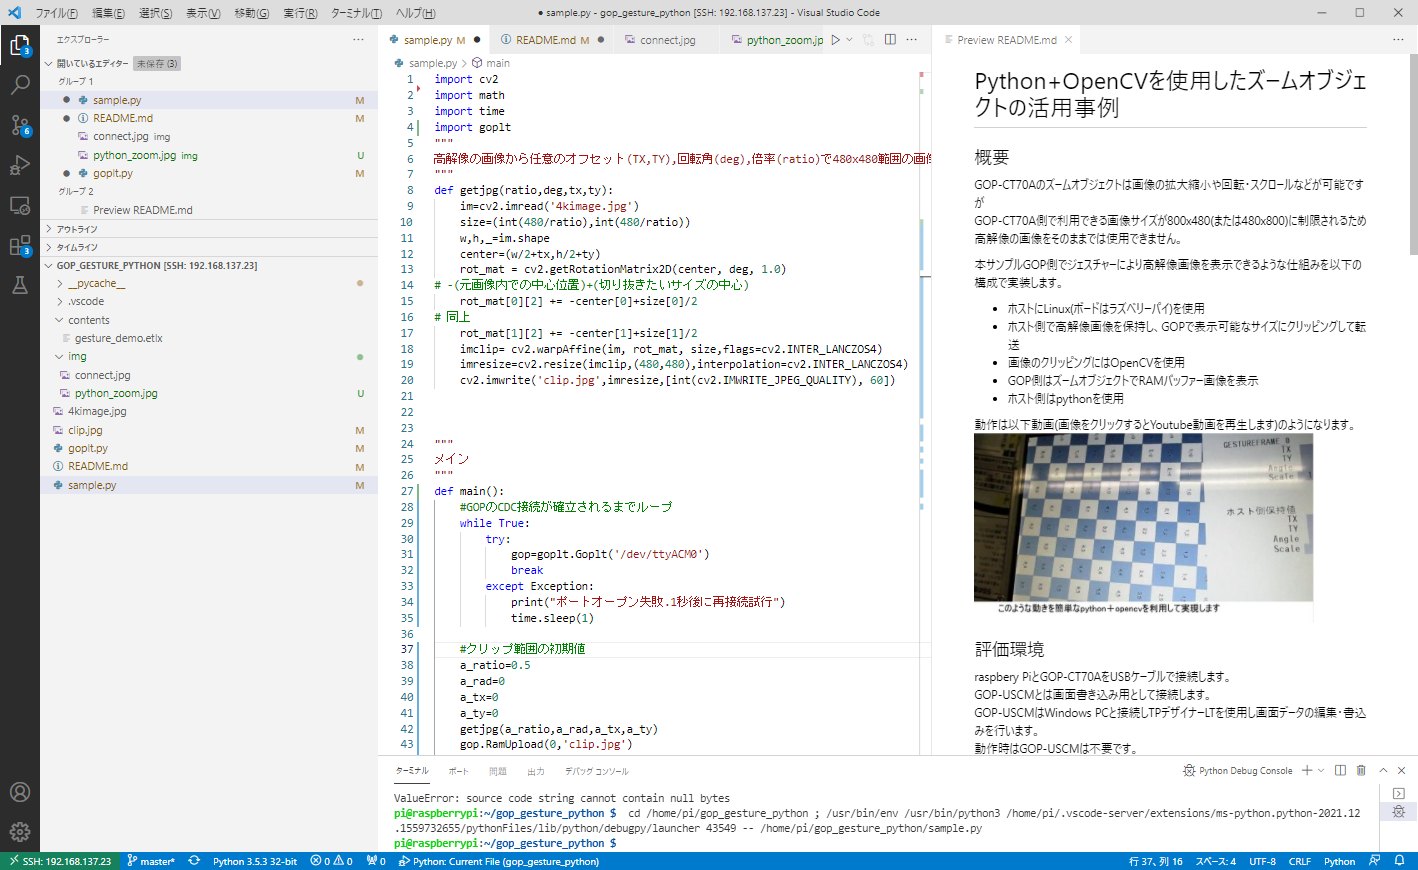 ファイル(F) 編集(E) 選択(S) 表示(V) 移動(G) 実行(R) ターミナル(T) ヘルプ(H)
● sample.py - gop_gesture_python [SSH: 192.168.137.23] - Visual Studio Code
エクスプローラー
開いているエディター 未保存 (3)
グループ 1
sample.py M
README.md M
connect.jpg img
python_zoom.jpg img U
goplt.py M
グループ 2
Preview README.md
アウトライン
タイムライン
GOP_GESTURE_PYTHON [SSH: 192.168.137.23]
__pycache__
.vscode
contents
gesture_demo.etlx
img
connect.jpg
python_zoom.jpg U
4kimage.jpg
clip.jpg M
goplt.py M
README.md M
sample.py M
3
6
3
sample.py M README.md M connect.jpg python_zoom.jp
sample.py > main
1 import cv2
2 import math
3 import time
4 import goplt
5 """
6 高解像の画像から任意のオフセット(TX,TY),回転角(deg),倍率(ratio)で480x480範囲の画像
7 """
8 def getjpg(ratio,deg,tx,ty):
9 im=cv2.imread('4kimage.jpg')
10 size=(int(480/ratio),int(480/ratio))
11 w,h,_=im.shape
12 center=(w/2+tx,h/2+ty)
13 rot_mat = cv2.getRotationMatrix2D(center, deg, 1.0)
14 # -(元画像内での中心位置)+(切り抜きたいサイズの中心)
15 rot_mat[0][2] += -center[0]+size[0]/2
16 # 同上
17 rot_mat[1][2] += -center[1]+size[1]/2
18 imclip= cv2.warpAffine(im, rot_mat, size,flags=cv2.INTER_LANCZOS4)
19 imresize=cv2.resize(imclip,(480,480),interpolation=cv2.INTER_LANCZOS4)
20 cv2.imwrite('clip.jpg',imresize,[int(cv2.IMWRITE_JPEG_QUALITY), 60])
21
22
23
24 """
25 メイン
26 """
27 def main():
28 #GOPのCDC接続が確立されるまでループ
29 while True:
30 try:
31 gop=goplt.Goplt('/dev/ttyACM0')
32 break
33 except Exception:
34 print("ポートオープン失敗.1秒後に再接続試行")
35 time.sleep(1)
36
37 #クリップ範囲の初期値
38 a_ratio=0.5
39 a_rad=0
40 a_tx=0
41 a_ty=0
42 getjpg(a_ratio,a_rad,a_tx,a_ty)
43 gop.RamUpload(0,'clip.jpg')
Preview README.md
Python+OpenCVを使用したズームオブジェ
クトの活用事例
概要
GOP-CT70Aのズームオブジェクトは画像の拡大縮小や回転・スクロールなどが可能です
が
GOP-CT70A側で利用できる画像サイズが800x480(または480x800)に制限されるため
高解像の画像をそのままでは使用できません。
本サンプルGOP側でジェスチャーにより高解像画像を表示できるような仕組みを以下の
構成で実装します。
• ホストにLinux(ボードはラズベリーパイ)を使用
• ホスト側で高解像画像を保持し、GOPで表示可能なサイズにクリッピングして転
送
• 画像のクリッピングにはOpenCVを使用
• GOP側はズームオブジェクトでRAMバッファー画像を表示
• ホスト側はpythonを使用
動作は以下動画(画像をクリックするとYoutube動画を再生します)のようになります。
GESTUREFRAME 0
TX
TY
Angle
Scale
ホスト側保持値
TX
TY
Angle
Scale
このような動きを簡単なpython+opencvを利用して実現します
評価環境
raspbery PiとGOP-CT70AをUSBケーブルで接続します。
GOP-USCMとは画面書き込み用として接続します。
GOP-USCMはWindows PCと接続しTPデザイナーLTを使用し画面データの編集・書込
みを行います。
動作時はGOP-USCMは不要です。
ターミナル ポート 問題 出力 デバッグ コンソール
Python Debug Console
ValueError: source code string cannot contain null bytes
pi@raspberrypi:~/gop_gesture_python $ cd /home/pi/gop_gesture_python ; /usr/bin/env /usr/bin/python3 /home/pi/.vscode-server/extensions/ms-python.python-2021.12
.1559732655/pythonFiles/lib/python/debugpy/launcher 43549 -- /home/pi/gop_gesture_python/sample.py
pi@raspberrypi:~/gop_gesture_python $
SSH: 192.168.137.23 master* Python 3.5.3 32-bit 0 0 0 Python: Current File (gop_gesture_python) 行 37、列 16 スペース: 4 UTF-8 CRLF Python